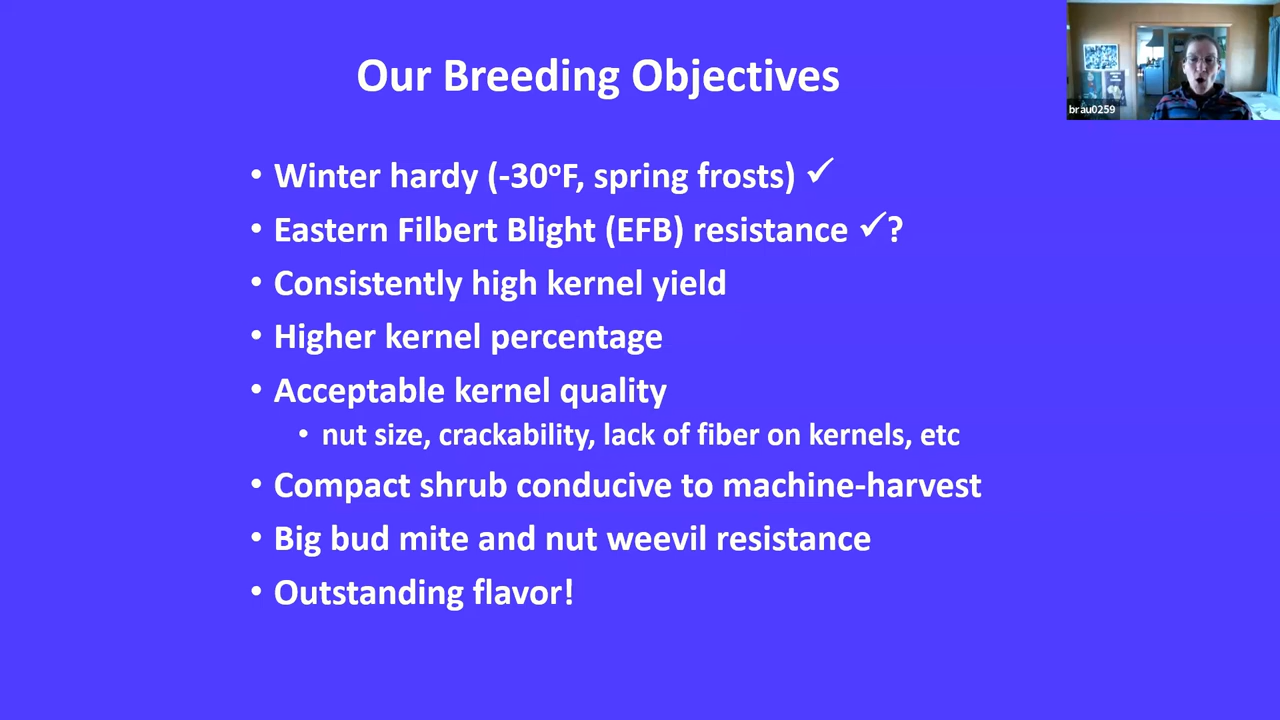 Our Breeding Objectives
brau0259
• Winter hardy (-30ºF, spring frosts) ✓
• Eastern Filbert Blight (EFB) resistance ✓?
• Consistently high kernel yield
• Higher kernel percentage
• Acceptable kernel quality
• nut size, crackability, lack of fiber on kernels, etc
• Compact shrub conducive to machine-harvest
• Big bud mite and nut weevil resistance
• Outstanding flavor!